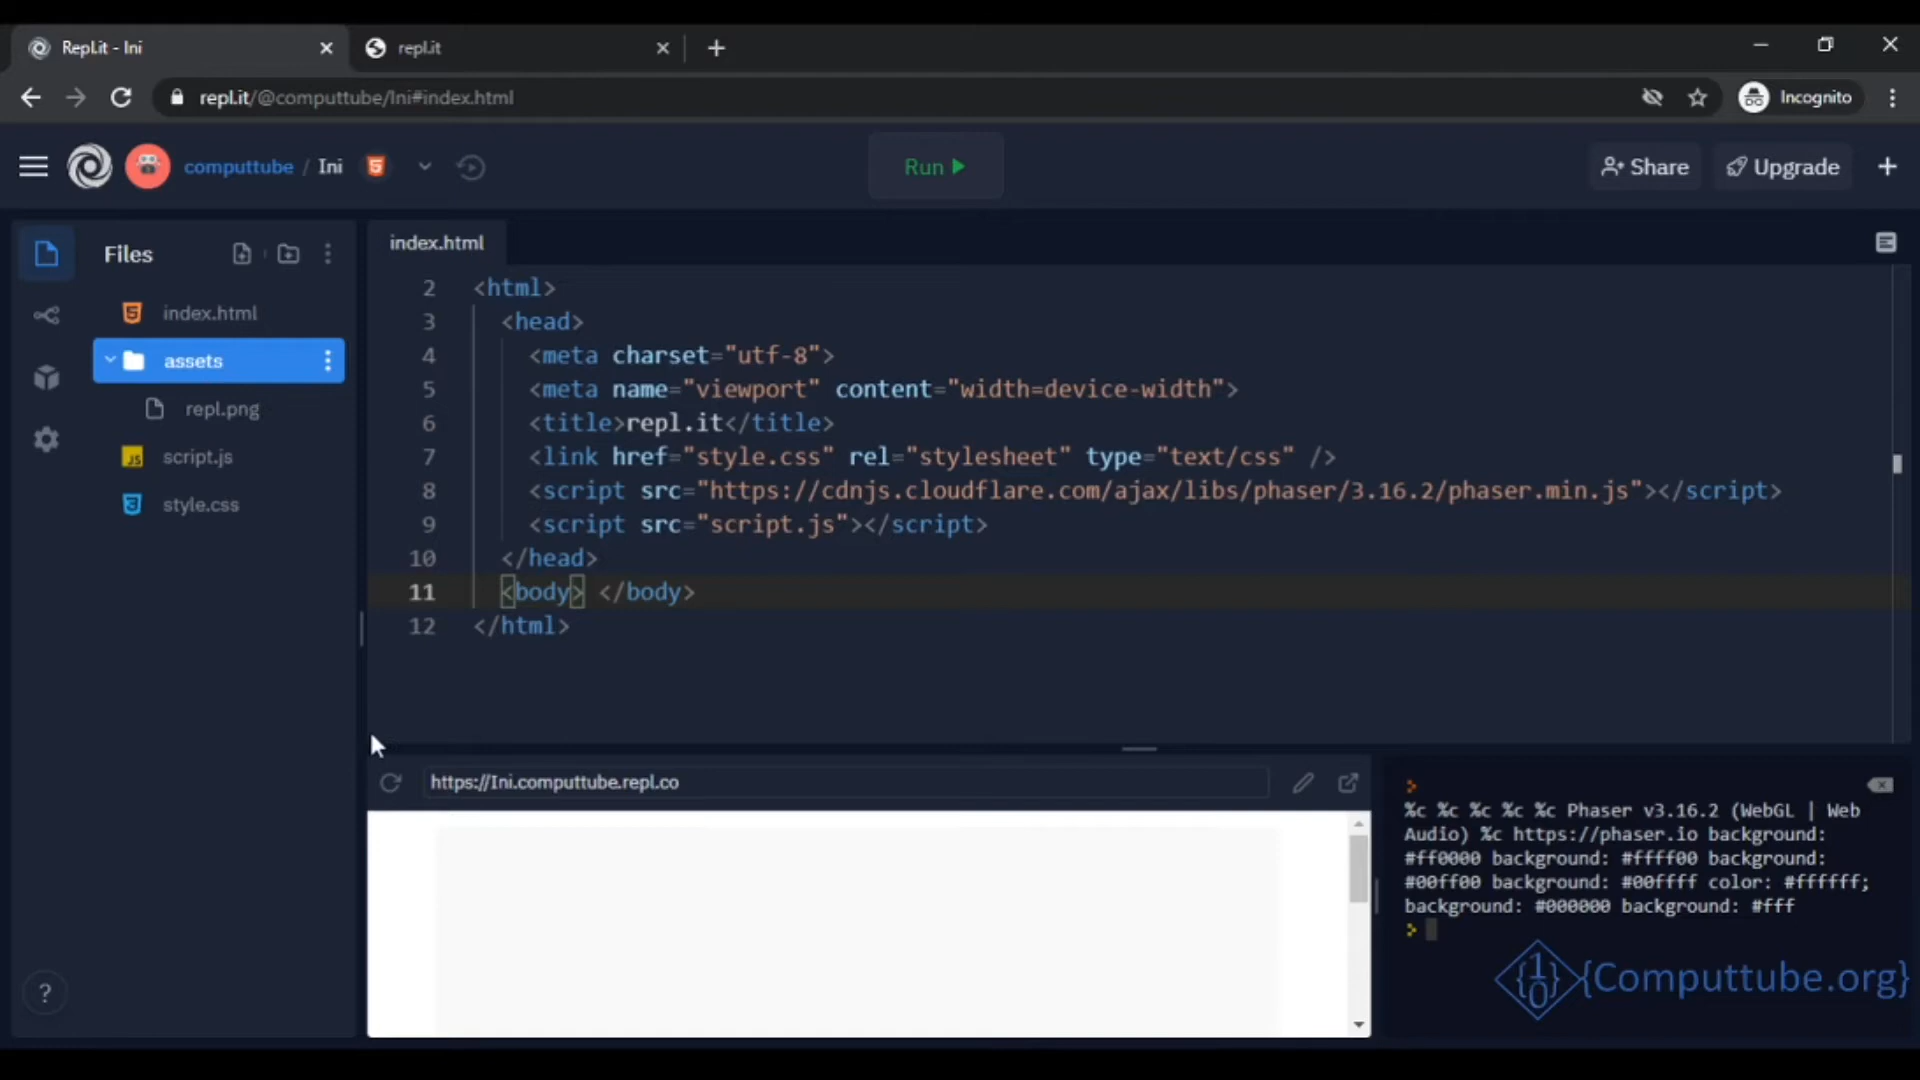 Repl.it - Ini
repl.it
repl.it/@computtube/Ini#index.html
Incognito
computtube / Ini
Run
Share
Upgrade
Files
index.html
assets
repl.png
script.js
style.css
index.html
2 <html>
3 <head>
4 <meta charset="utf-8">
5 <meta name="viewport" content="width=device-width">
6 <title>repl.it</title>
7 <link href="style.css" rel="stylesheet" type="text/css" />
8 <script src="https://cdnjs.cloudflare.com/ajax/libs/phaser/3.16.2/phaser.min.js"></script>
9 <script src="script.js"></script>
10 </head>
11 <body> </body>
12 </html>
https://Ini.computtube.repl.co
>
%c %c %c %c %c Phaser v3.16.2 (WebGL | Web
Audio) %c https://phaser.io background:
#ff0000 background: #ffff00 background:
#00ff00 background: #00ffff color: #ffffff;
background: #000000 background: #fff
>
{1
0} {Computtube.org}
?